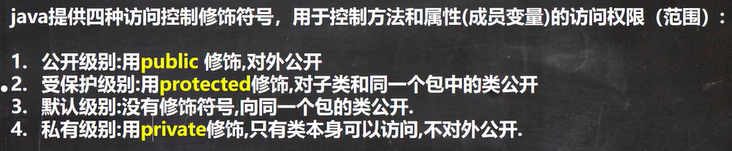 java提供四种访问控制修饰符号，用于控制方法和属性(成员变量)的访问权限（范围）:
1. 公开级别:用public 修饰,对外公开
2. 受保护级别:用protected修饰,对子类和同一个包中的类公开
3. 默认级别:没有修饰符号,向同一个包的类公开.
4. 私有级别:用private修饰,只有类本身可以访问,不对外公开.